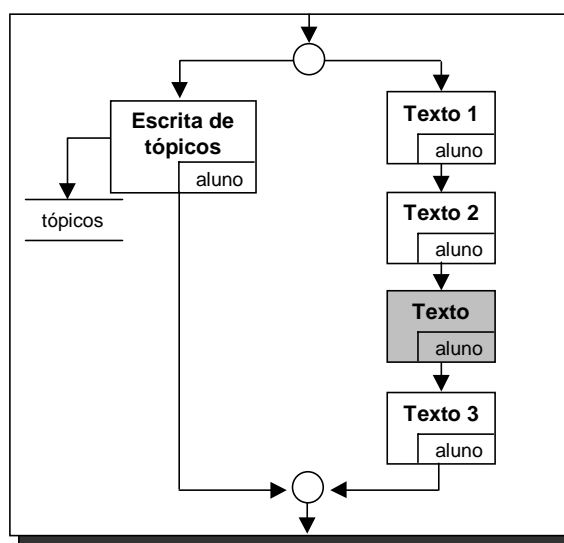 Escrita de
tópicos
aluno
tópicos
Texto 1
aluno
Texto 2
aluno
Texto
aluno
Texto 3
aluno